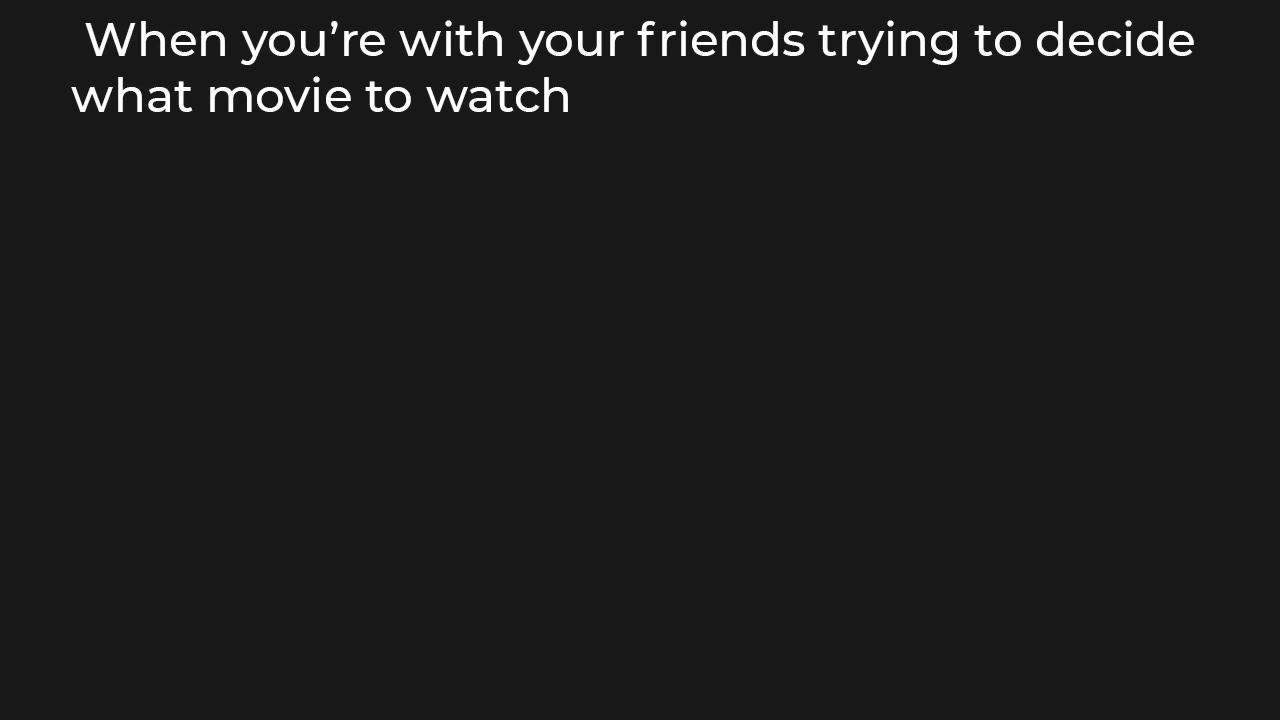 When you’re with your friends trying to decide
what movie to watch